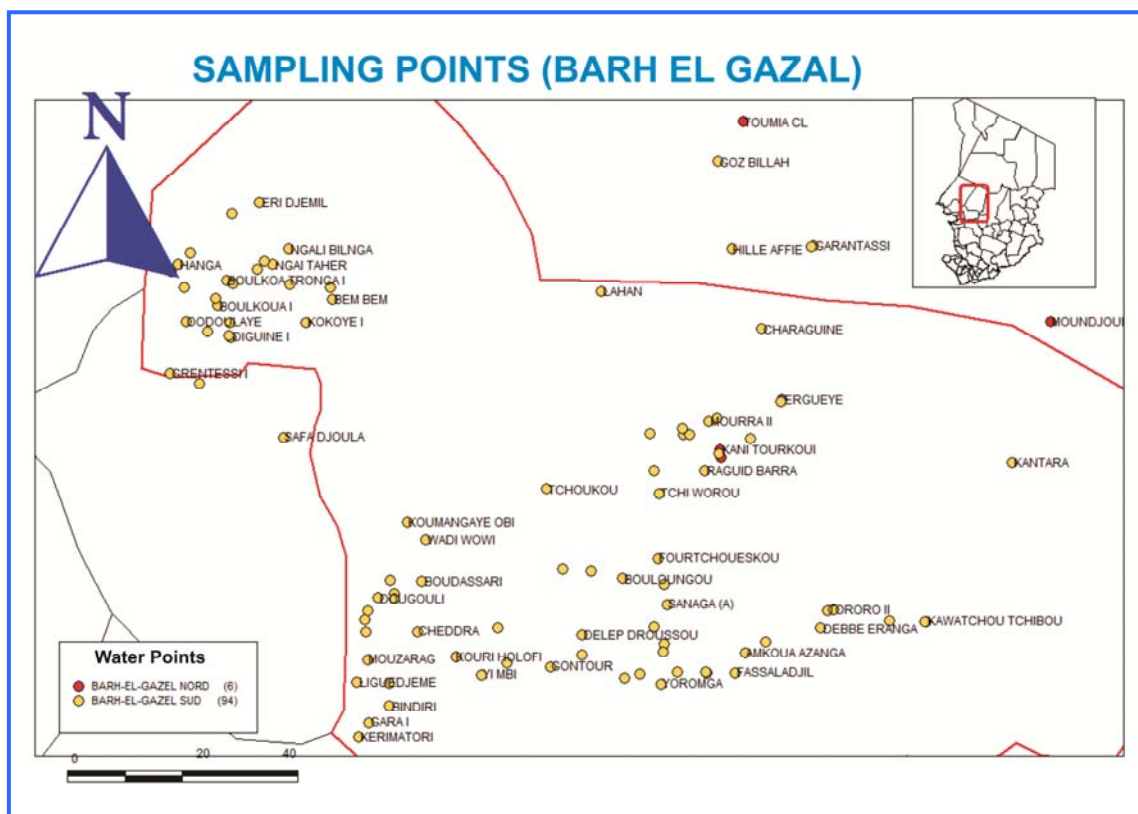 SAMPLING POINTS (BARH EL GAZAL)
N
TOUMIA CL
GOZ BILLAH
ERI DJEMIL
NGALI BILNGA
HILLE AFFIE
GARANTASSI
HANGA
NGAI TAHER
BOULKOA TRONGA I
LAHAN
BOULKOUA I
BEM BEM
DODOULAYE
KOKOYE I
MOUNDJOU
DIGUINE I
CHARAGUINE
GRENTESSI I
TERGUEYE
MOURRA II
SAFA DJOULA
KANI TOURKOUI
KANTARA
RAGUID BARRA
TCHOUKOU
TCHI WOROU
KOUMANGAYE OBI
WADI WOWI
FOURTCHOUESKOU
BOUDASSARI
BOULOUNGOU
DOUGOULI
SANAGA (A)
TORORO II
KAWATCHOU TCHIBOU
CHEDDRA
DELEP DROUSSOU
DEBBE ERANGA
MOUZARAG
KOURI HOLOFI
AMKOUA AZANGA
GONTOUR
YI MBI
FASSALADJIL
LIGUEDJEME
YOROMGA
BINDIRI
GARA I
KERIMATORI
Water Points
BARH-EL-GAZEL NORD (6)
BARH-EL-GAZEL SUD (94)
0 20 40